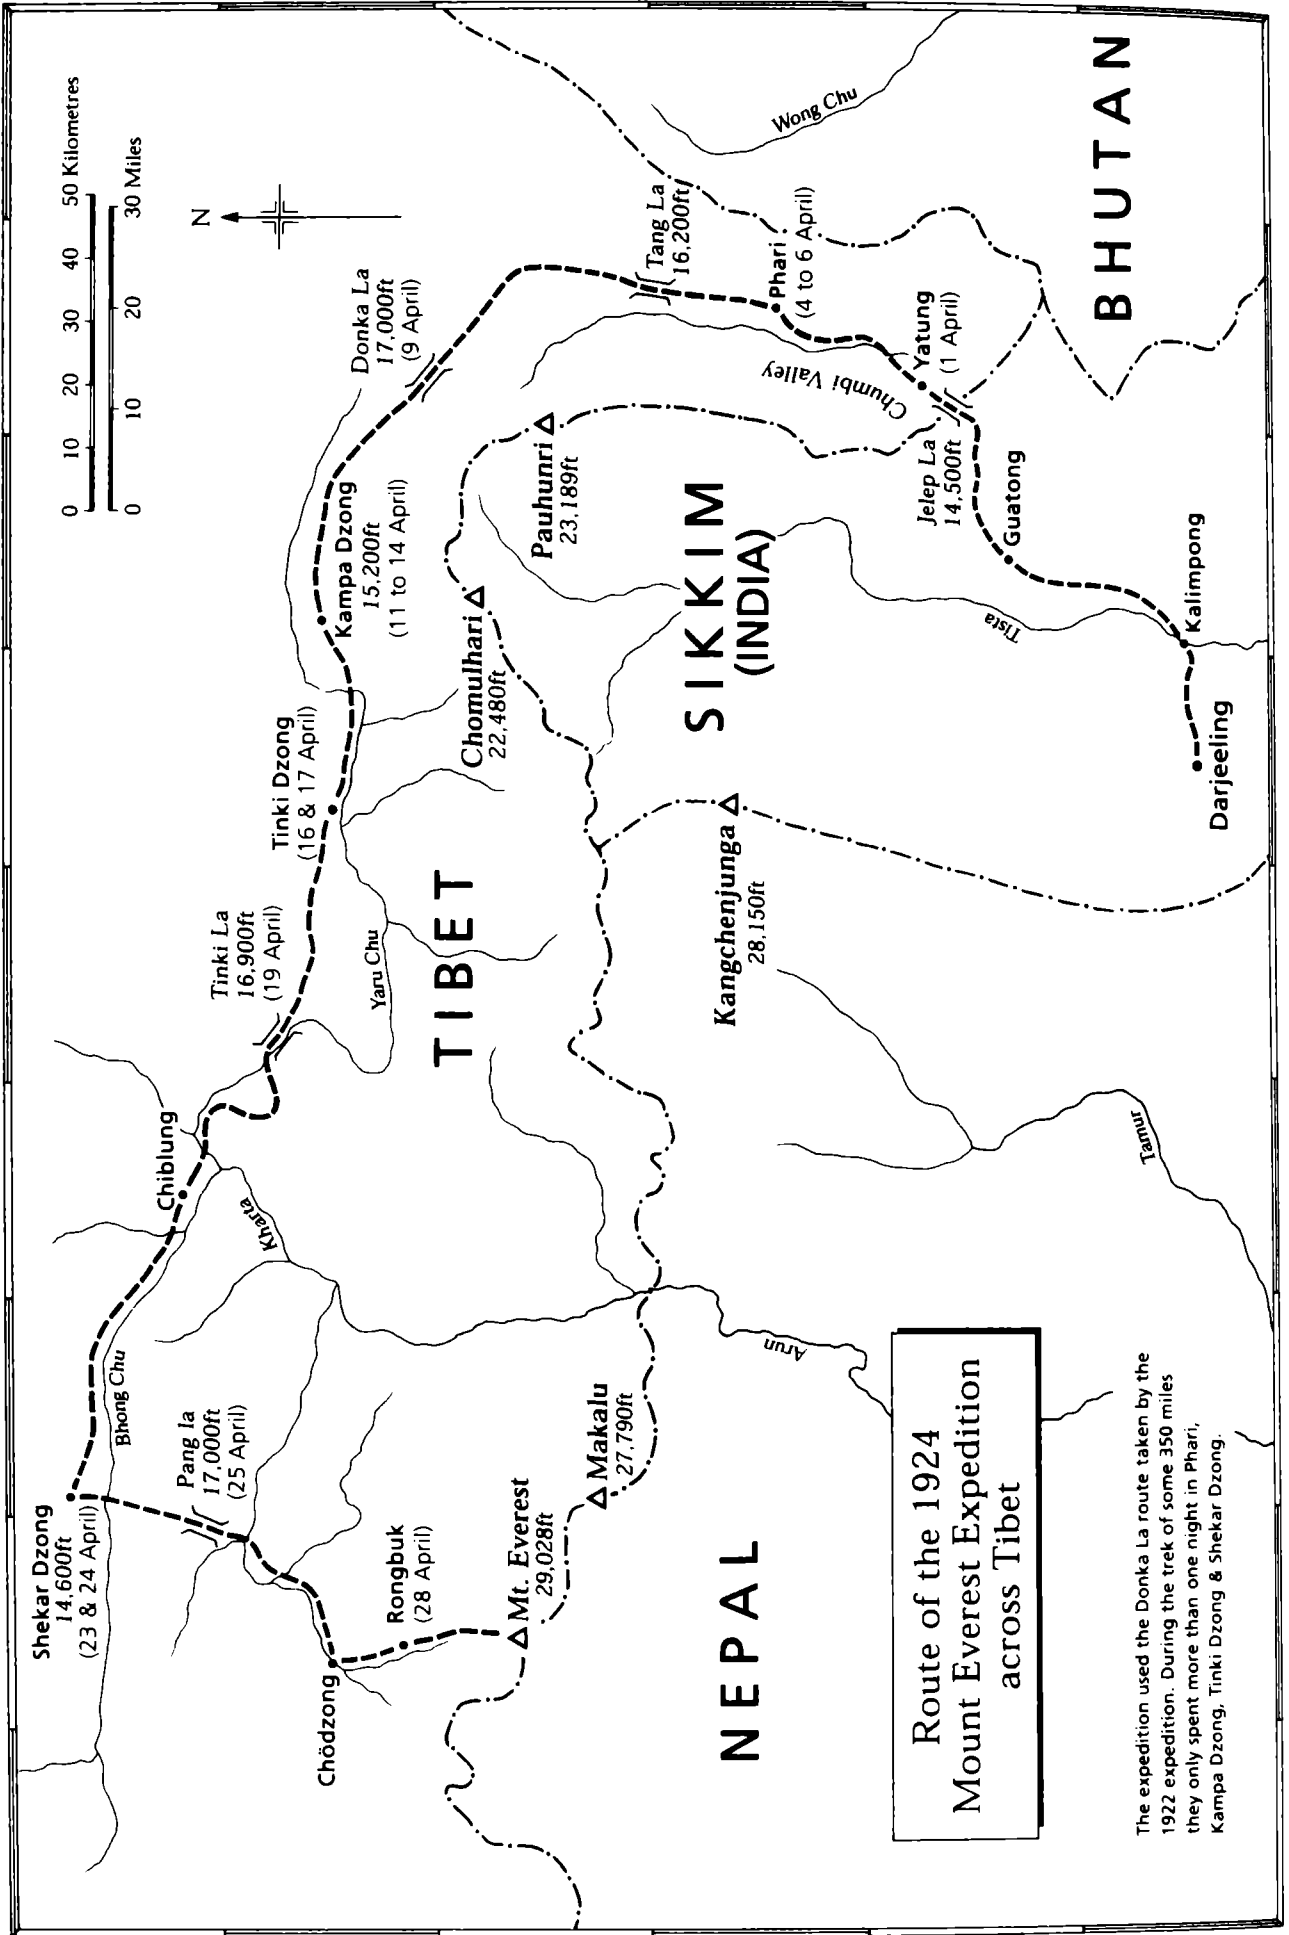 Shekar Dzong
14,600ft
(23 & 24 April)
Bhong Chu
Pang la
17,000ft
(25 April)
Chödzong
Rongbuk
(28 April)
Mt. Everest
29,028ft
Makalu
27,790ft
Chiblung
Kharta
Tinki La
16,900ft
(19 April)
Tinki Dzong
(16 & 17 April)
Yaru Chu
Kampa Dzong
15,200ft
(11 to 14 April)
Donka La
17,000ft
(9 April)
0 10 20 30 40 50 Kilometres
0 10 20 30 Miles
N
TIBET
Chomulhari
22,480ft
Pauhunri
23,189ft
Tang La
16,200ft
Phari
(4 to 6 April)
Wong Chu
Chumbi Valley
Yatung
(1 April)
Jelep La
14,500ft
Kangchenjunga
28,150ft
SIKKIM
(INDIA)
NEPAL
BHUTAN
Arun
Tamur
Tista
Guatong
Kalimpong
Darjeeling
Route of the 1924
Mount Everest Expedition
across Tibet
The expedition used the Donka La route taken by the
1922 expedition. During the trek of some 350 miles
they only spent more than one night in Phari,
Kampa Dzong, Tinki Dzong & Shekar Dzong.